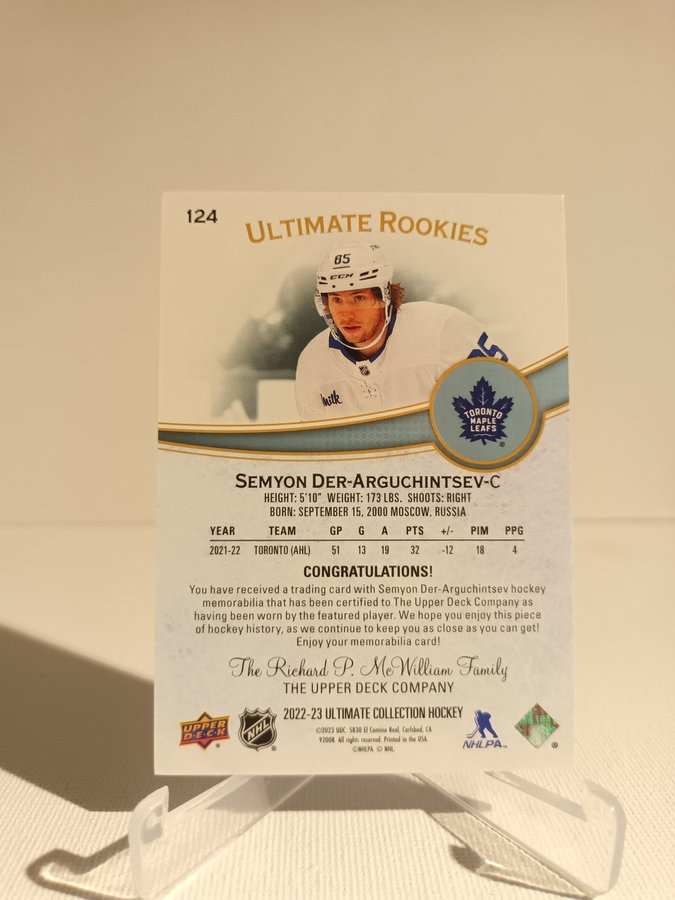 124
ULTIMATE ROOKIES
85
CCM
milk
TORONTO
MAPLE
LEAFS
®
SEMYON DER-ARGUCHINTSEV-C
HEIGHT: 5'10" WEIGHT: 173 LBS. SHOOTS: RIGHT
BORN: SEPTEMBER 15, 2000 MOSCOW, RUSSIA
YEAR TEAM GP G A PTS +/- PIM PPG
2021-22 TORONTO (AHL) 51 13 19 32 -12 18 4
CONGRATULATIONS!
You have received a trading card with Semyon Der-Arguchintsev hockey
memorabilia that has been certified to The Upper Deck Company as
having been worn by the featured player. We hope you enjoy this piece
of hockey history, as we continue to keep you as close as you can get!
Enjoy your memorabilia card!
The Richard P. McWilliam Family
THE UPPER DECK COMPANY
2022-23 ULTIMATE COLLECTION HOCKEY
©2023 UDC. 5830 El Camino Real, Carlsbad, CA
92008. All rights reserved. Printed in the USA.
©NHLPA. © NHL
UPPER
DECK
NHL
NHLPA